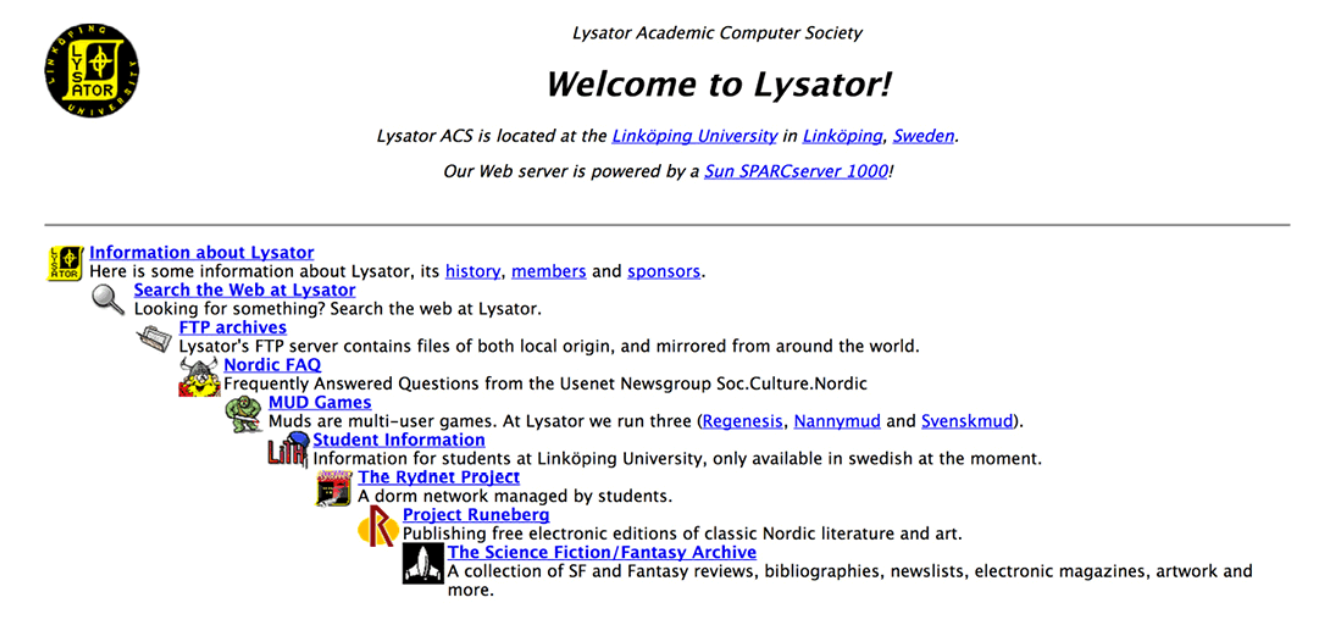 LINKÖPING
LYSATOR
UNIVERSITY
Lysator Academic Computer Society
Welcome to Lysator!
Lysator ACS is located at the Linköping University in Linköping, Sweden.
Our Web server is powered by a Sun SPARCserver 1000!
LYSATOR
Information about Lysator
Here is some information about Lysator, its history, members and sponsors.
Search the Web at Lysator
Looking for something? Search the web at Lysator.
FTP archives
Lysator's FTP server contains files of both local origin, and mirrored from around the world.
Nordic FAQ
Frequently Answered Questions from the Usenet Newsgroup Soc.Culture.Nordic
MUD Games
Muds are multi-user games. At Lysator we run three (Regenesis, Nannymud and Svenskmud).
LiTH
Student Information
Information for students at Linköping University, only available in swedish at the moment.
The Rydnet Project
A dorm network managed by students.
Project Runeberg
Publishing free electronic editions of classic Nordic literature and art.
The Science Fiction/Fantasy Archive
A collection of SF and Fantasy reviews, bibliographies, newslists, electronic magazines, artwork and
more.